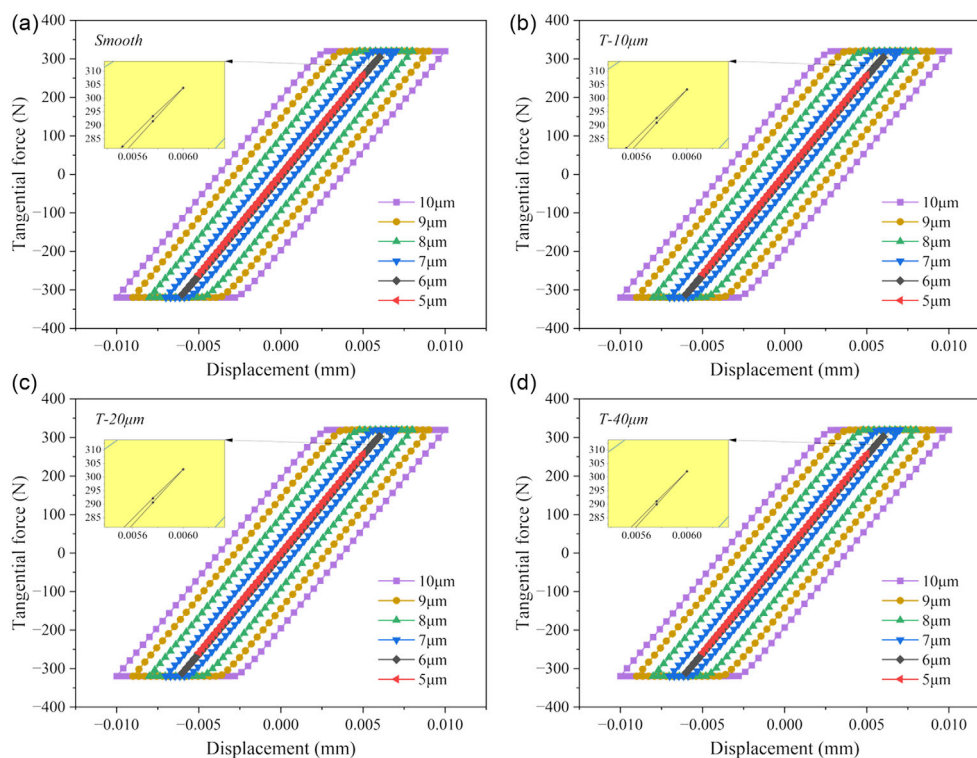 (a)
Smooth
400
300
200
100
0
−100
−200
−300
−400
Tangential force (N)
310
305
300
295
290
285
0.0056 0.0060
10μm
9μm
8μm
7μm
6μm
5μm
−0.010 −0.005 0.000 0.005 0.010
Displacement (mm)
(b)
T-10μm
400
300
200
100
0
−100
−200
−300
−400
Tangential force (N)
310
305
300
295
290
285
0.0056 0.0060
10μm
9μm
8μm
7μm
6μm
5μm
−0.010 −0.005 0.000 0.005 0.010
Displacement (mm)
(c)
T-20μm
400
300
200
100
0
−100
−200
−300
−400
Tangential force (N)
310
305
300
295
290
285
0.0056 0.0060
10μm
9μm
8μm
7μm
6μm
5μm
−0.010 −0.005 0.000 0.005 0.010
Displacement (mm)
(d)
T-40μm
400
300
200
100
0
−100
−200
−300
−400
Tangential force (N)
310
305
300
295
290
285
0.0056 0.0060
10μm
9μm
8μm
7μm
6μm
5μm
−0.010 −0.005 0.000 0.005 0.010
Displacement (mm)